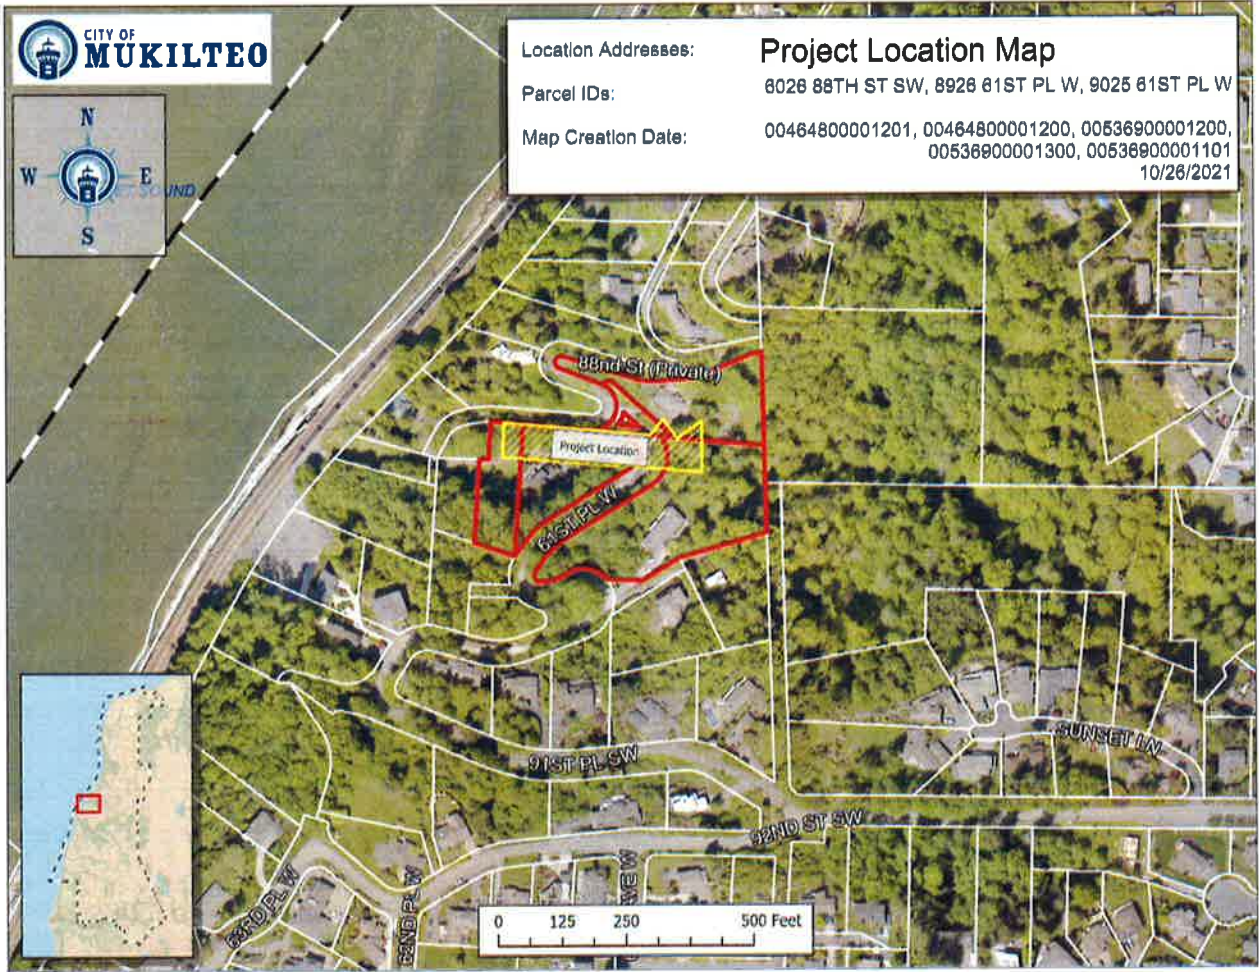 CITY OF
MUKILTEO
Project Location Map
Location Addresses:
6026 88TH ST SW, 8926 61ST PL W, 9025 61ST PL W
Parcel IDs:
00464800001201, 00464800001200, 00536900001200,
00536900001300, 00536900001101
Map Creation Date:
10/26/2021
N
W
E
S
SOUND
88nd St (Private)
Project Location
61ST PL W
91ST PL SW
SUNSET LN
92ND ST SW
63RD PL W
62ND PL W
AVE W
0 125 250 500 Feet